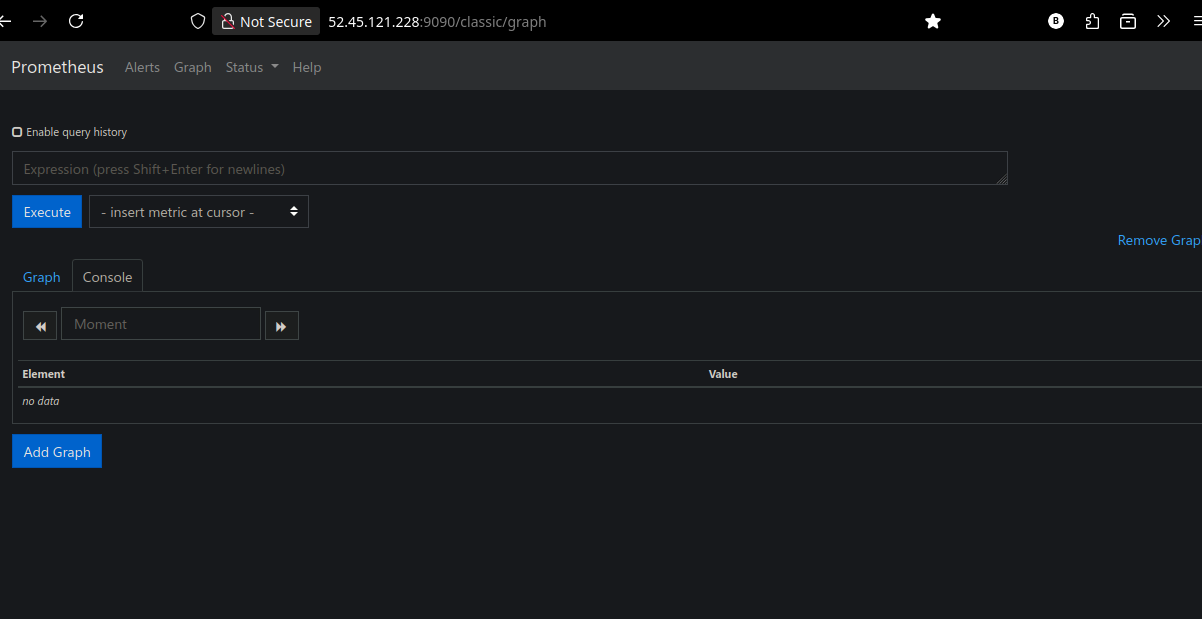 Not Secure 52.45.121.228:9090/classic/graph B
Prometheus Alerts Graph Status Help
Enable query history
Expression (press Shift+Enter for newlines)
Execute - insert metric at cursor -
Remove Grap
Graph Console
Moment
Element Value
no data
Add Graph